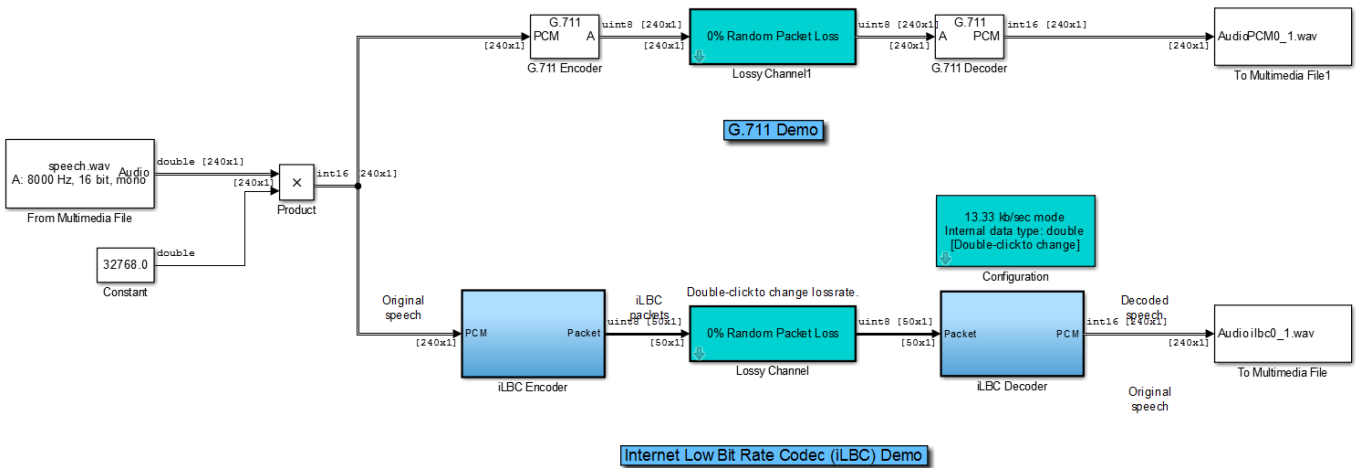 G.711
PCM A
G.711 Encoder
[240x1]
uint8 [240x1]
[240x1]
0% Random Packet Loss
Lossy Channel1
uint8 [240x1]
[240x1]
G.711
A PCM
G.711 Decoder
int16 [240x1]
[240x1]
AudioPCM0_1.wav
To Multimedia File1
G.711 Demo
speech.wav
Audio
A: 8000 Hz, 16 bit, mono
From Multimedia File
double [240x1]
[240x1]
×
Product
int16 [240x1]
32768.0
Constant
double
13.33 kb/sec mode
Internal data type: double
[Double-click to change]
Configuration
Original
speech
[240x1]
PCM Packet
iLBC Encoder
iLBC
packets
uint8 [50x1]
[50x1]
Double-click to change loss rate.
0% Random Packet Loss
Lossy Channel
uint8 [50x1]
[50x1]
Packet PCM
iLBC Decoder
Decoded
speech
int16 [240x1]
[240x1]
Audioilbc0_1.wav
To Multimedia File
Original
speech
Internet Low Bit Rate Codec (iLBC) Demo